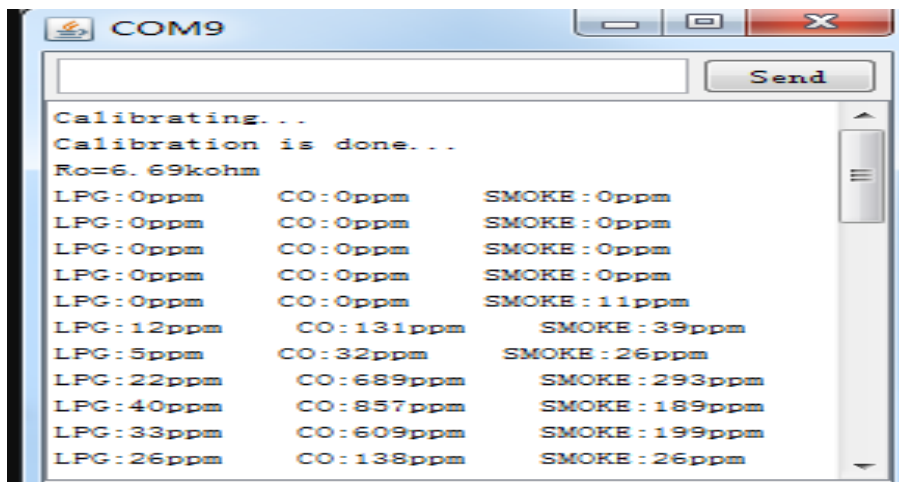 COM9
Send
Calibrating...
Calibration is done...
Ro=6.69kohm
LPG:0ppm CO:0ppm SMOKE:0ppm
LPG:0ppm CO:0ppm SMOKE:0ppm
LPG:0ppm CO:0ppm SMOKE:0ppm
LPG:0ppm CO:0ppm SMOKE:0ppm
LPG:0ppm CO:0ppm SMOKE:11ppm
LPG:12ppm CO:131ppm SMOKE:39ppm
LPG:5ppm CO:32ppm SMOKE:26ppm
LPG:22ppm CO:689ppm SMOKE:293ppm
LPG:40ppm CO:857ppm SMOKE:189ppm
LPG:33ppm CO:609ppm SMOKE:199ppm
LPG:26ppm CO:138ppm SMOKE:26ppm